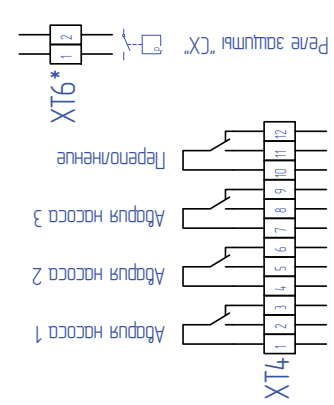 XT4
1
2
3
Авария насоса 1
4
5
6
Авария насоса 2
7
8
9
Авария насоса 3
10
11
12
Переполнение
XT6*
1
2
P
Реле защиты "СХ"